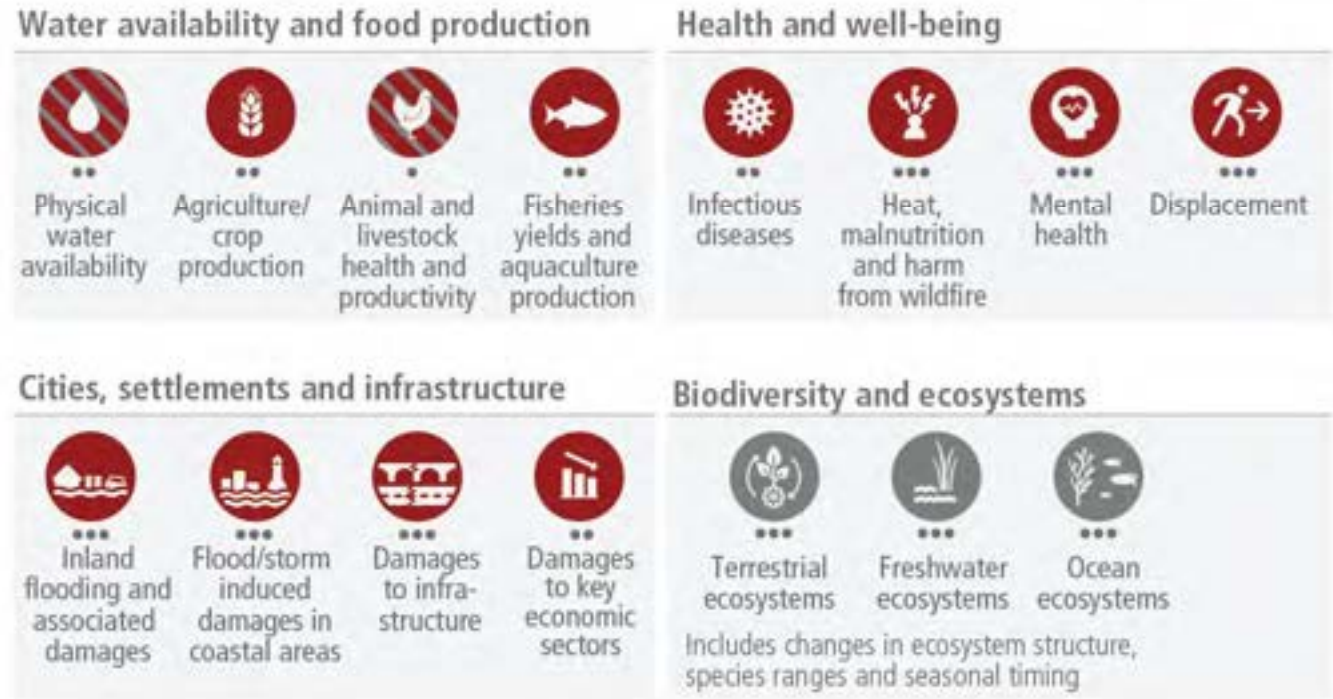 Water availability and food production
Physical
water
availability
Agriculture/
crop
production
Animal and
livestock
health and
productivity
Fisheries
yields and
aquaculture
production
Health and well-being
Infectious
diseases
Heat,
malnutrition
and harm
from wildfire
Mental
health
Displacement
Cities, settlements and infrastructure
Inland
flooding and
associated
damages
Flood/storm
induced
damages in
coastal areas
Damages
to infra-
structure
Damages
to key
economic
sectors
Biodiversity and ecosystems
Terrestrial
ecosystems
Freshwater
ecosystems
Ocean
ecosystems
Includes changes in ecosystem structure,
species ranges and seasonal timing